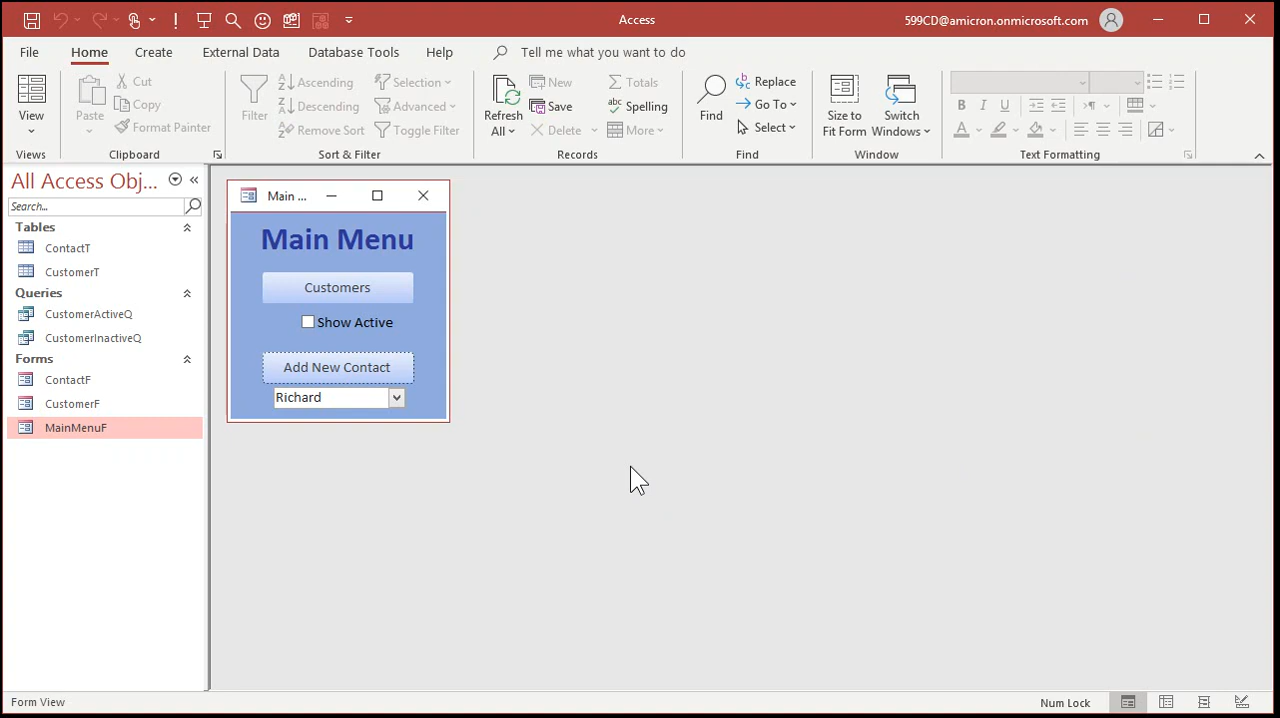 Access
599CD@amicron.onmicrosoft.com
File Home Create External Data Database Tools Help Tell me what you want to do
View
Views
Paste
Cut
Copy
Format Painter
Clipboard
Filter
Ascending
Descending
Remove Sort
Selection
Advanced
Toggle Filter
Sort & Filter
Refresh
All
New
Save
Delete
Totals
Spelling
More
Records
Find
Replace
Go To
Select
Find
Size to
Fit Form
Switch
Windows
Window
B I U
A
Text Formatting
All Access Obj...
Search...
Tables
ContactT
CustomerT
Queries
CustomerActiveQ
CustomerInactiveQ
Forms
ContactF
CustomerF
MainMenuF
Main ...
Main Menu
Customers
Show Active
Add New Contact
Richard
Form View
Num Lock